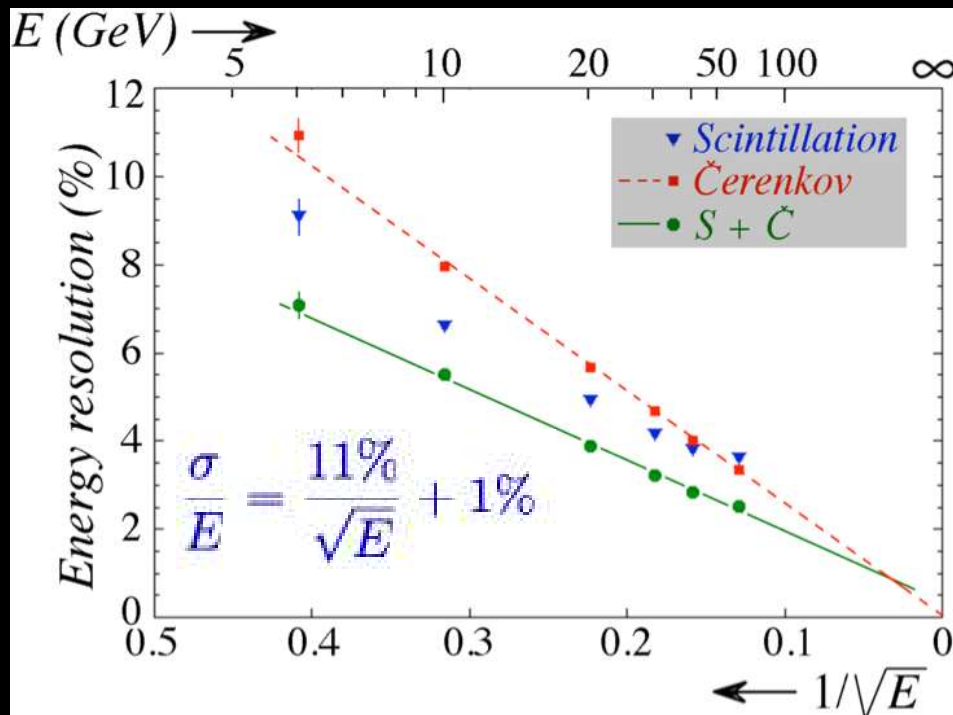 E (GeV) →
5 10 20 50 100 ∞
12
10
8
6
4
2
0
Energy resolution (%)
Scintillation
Čerenkov
S + Č
σ/E = 11%/√E + 1%
0.5 0.4 0.3 0.2 0.1 0
← 1/√E